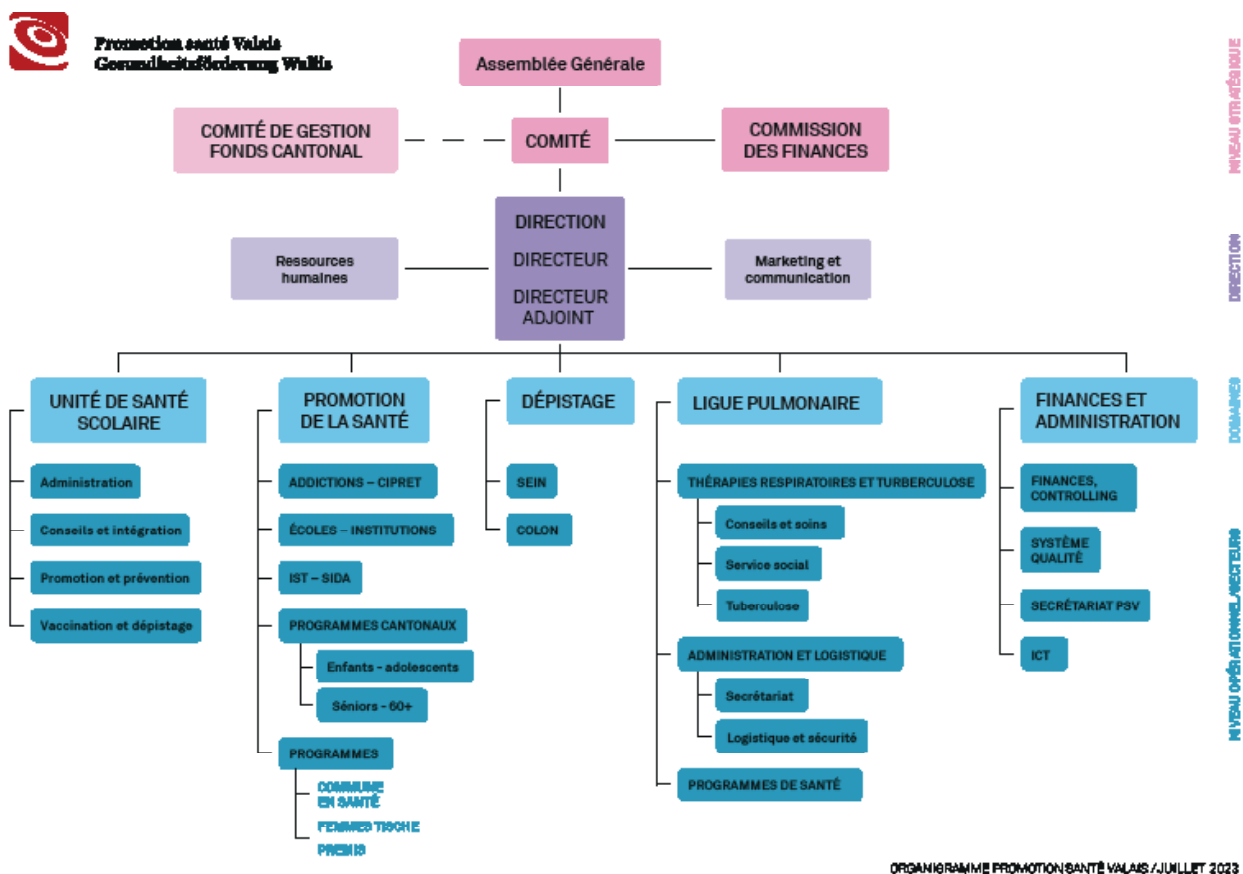 Promotion santé Valais
Gesundheitsförderung Wallis
Assemblée Générale
COMITÉ DE GESTION
FONDS CANTONAL
COMITÉ
COMMISSION
DES FINANCES
NIVEAU STRATÉGIQUE
DIRECTION
DIRECTEUR
DIRECTEUR
ADJOINT
Ressources
humaines
Marketing et
communication
DIRECTION
UNITÉ DE SANTÉ
SCOLAIRE
Administration
Conseils et intégration
Promotion et prévention
Vaccination et dépistage
PROMOTION
DE LA SANTÉ
ADDICTIONS – CIPRET
ÉCOLES – INSTITUTIONS
IST – SIDA
PROGRAMMES CANTONAUX
Enfants - adolescents
Séniors - 60+
PROGRAMMES
COMMUNE
EN SANTÉ
FEMMES TISCHE
PREMIS
DÉPISTAGE
SEIN
COLON
LIGUE PULMONAIRE
THÉRAPIES RESPIRATOIRES ET TURBERCULOSE
Conseils et soins
Service social
Tuberculose
ADMINISTRATION ET LOGISTIQUE
Secrétariat
Logistique et sécurité
PROGRAMMES DE SANTÉ
FINANCES ET
ADMINISTRATION
FINANCES,
CONTROLLING
SYSTÈME
QUALITÉ
SECRÉTARIAT PSV
ICT
DOMAINES
NIVEAU OPÉRATIONNEL/SECTEURS
ORGANIGRAMME PROMOTION SANTÉ VALAIS / JUILLET 2023